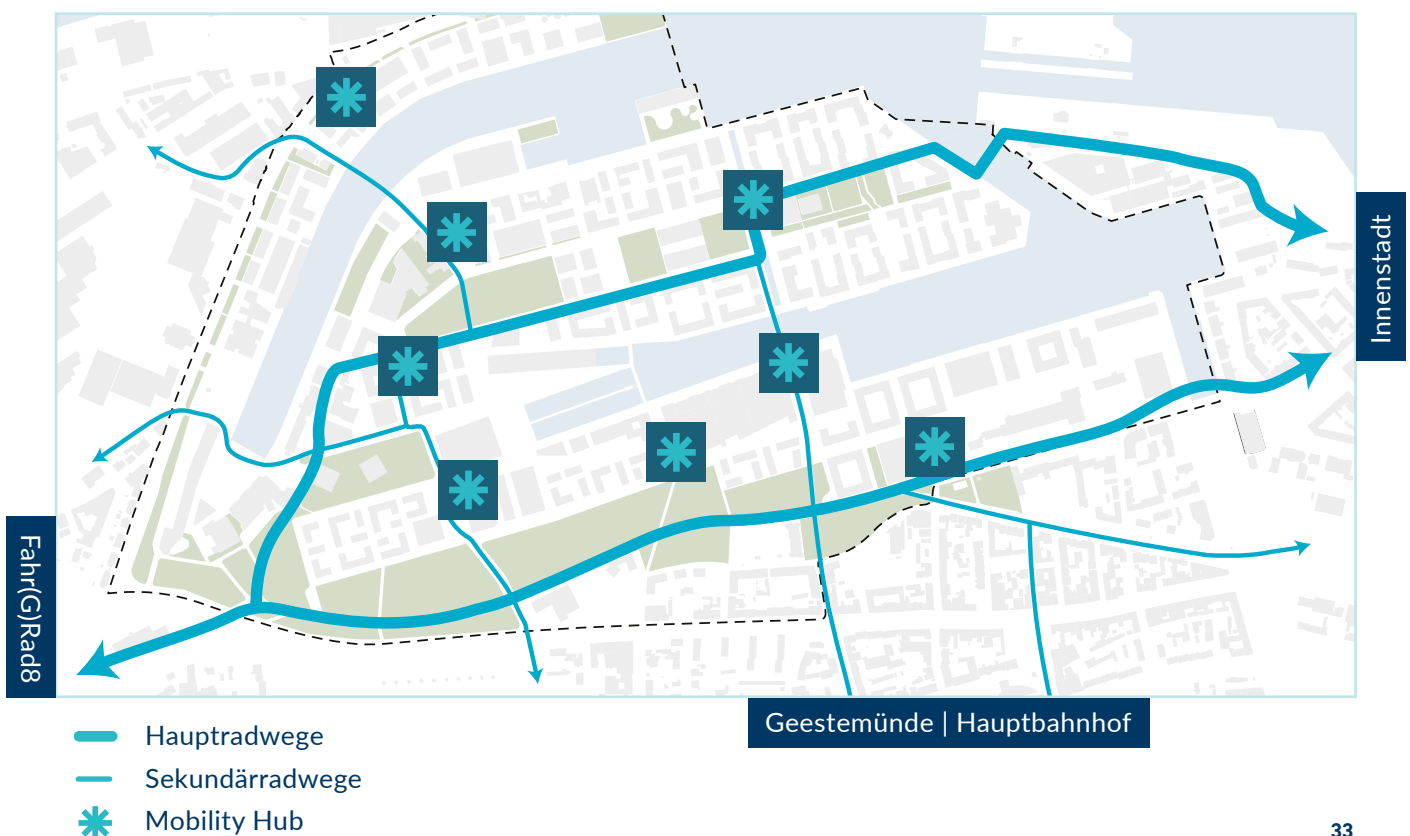 Innenstadt
Fahr(G)Rad8
Geestemünde | Hauptbahnhof
Hauptradwege
Sekundärradwege
Mobility Hub
33